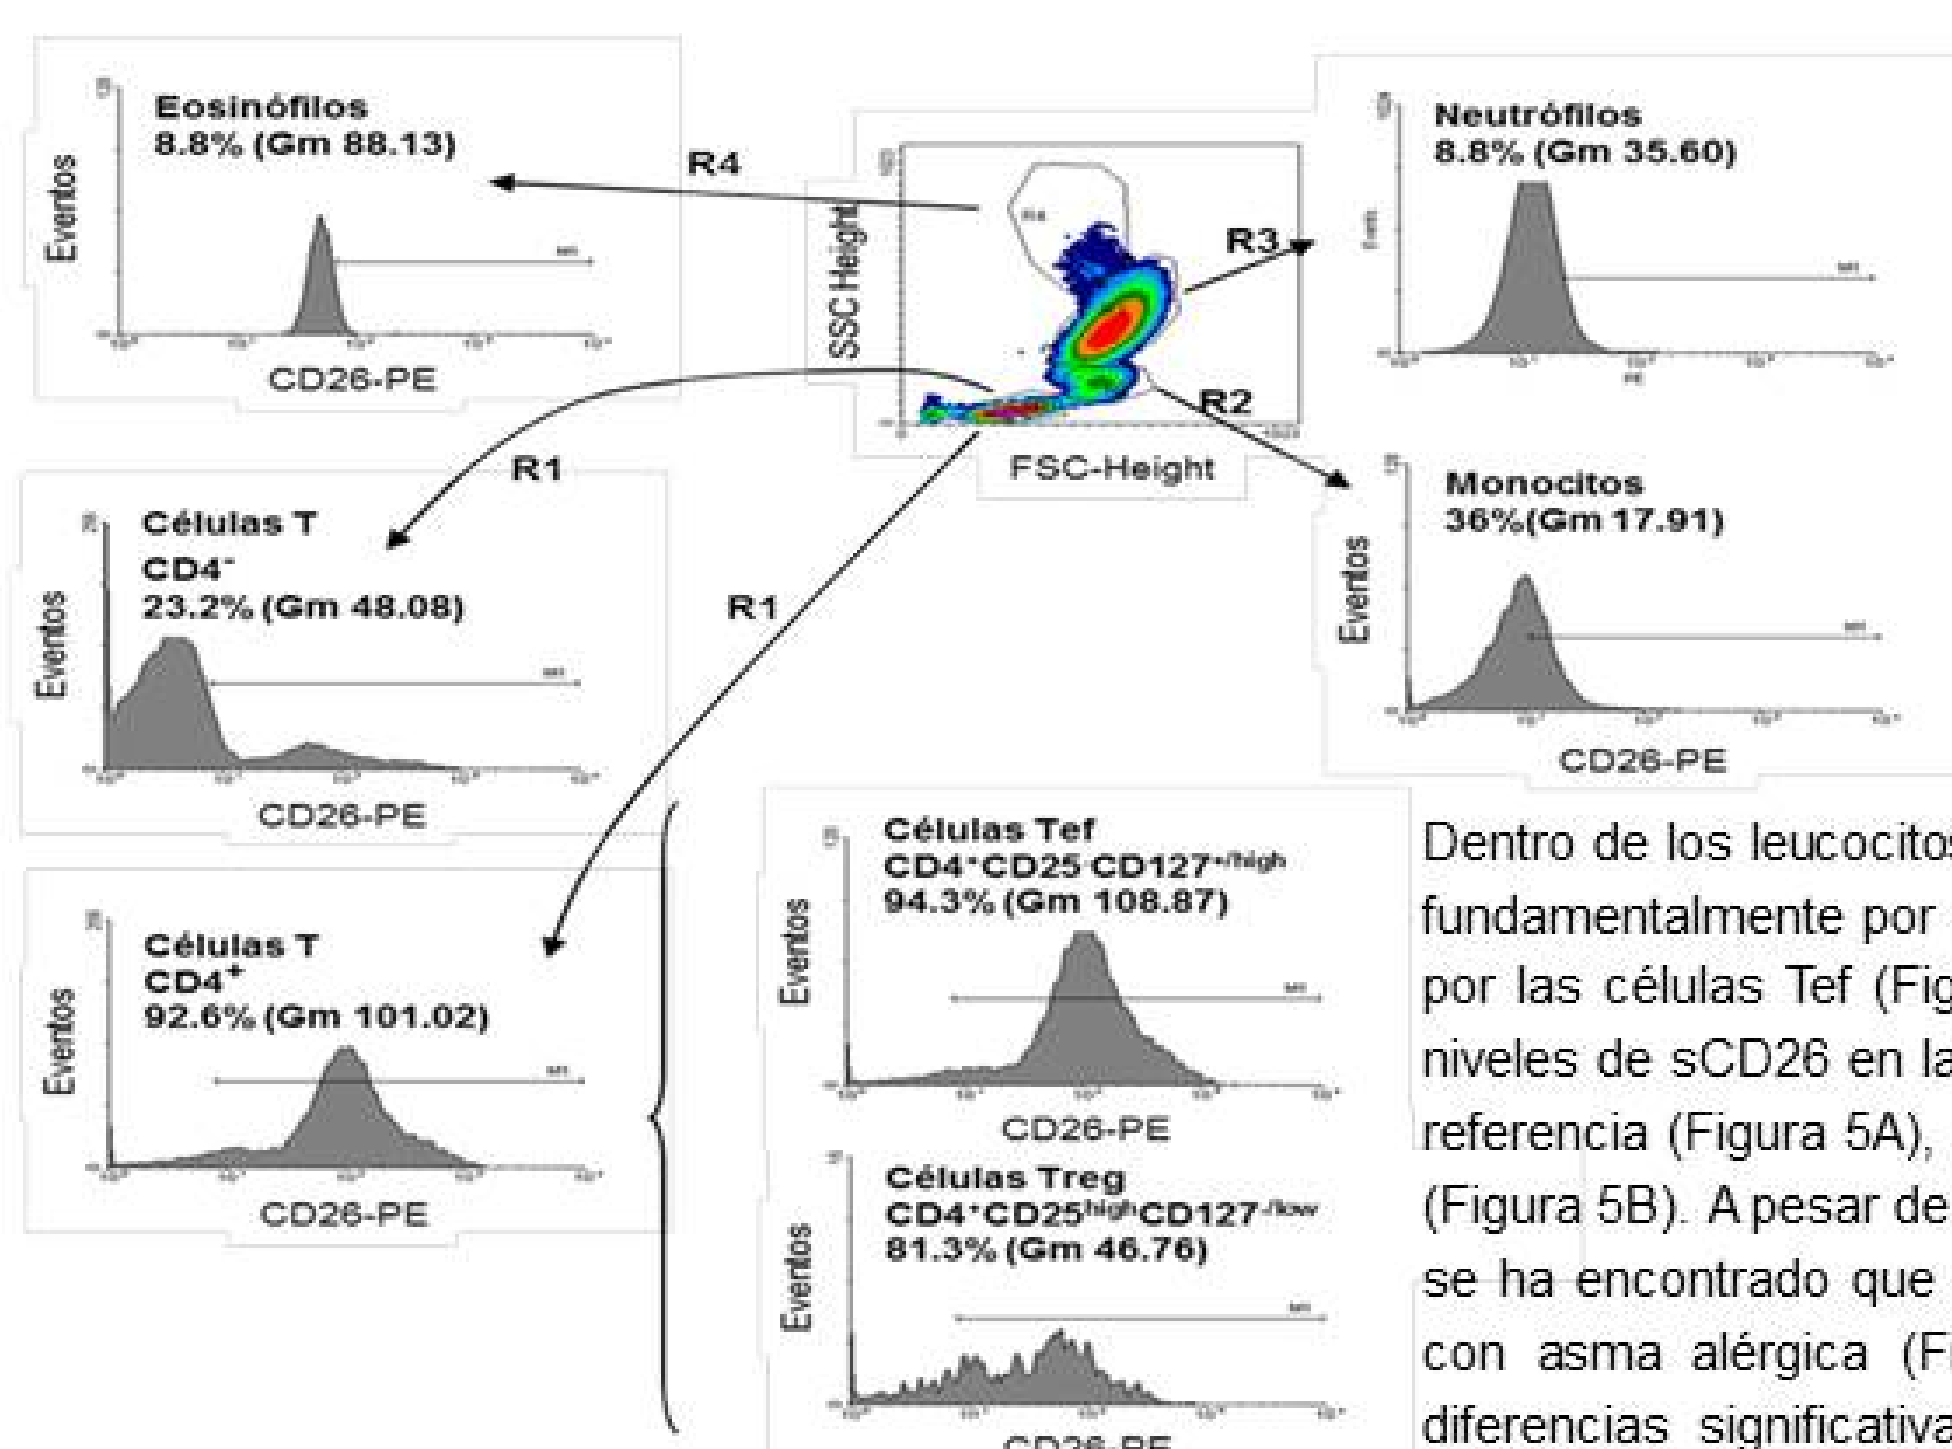 Eosinófilos
8.8% (Gm 88.13)
Eventos
CD26-PE
R4
SSC Height
FSC-Height
R3
R2
R1
R1
Neutrófilos
8.8% (Gm 35.60)
PE
Monocitos
36%(Gm 17.91)
Eventos
CD26-PE
Células T
CD4-
23.2% (Gm 48.08)
Eventos
CD26-PE
Células T
CD4+
92.6% (Gm 101.02)
Eventos
CD26-PE
Células Tef
CD4+CD25-CD127+/high
94.3% (Gm 108.87)
Eventos
CD26-PE
Células Treg
CD4+CD25highCD127-/low
81.3% (Gm 46.76)
Eventos
CD26-PE
Dentro de los leucocitos
fundamentalmente por
por las células Tef (Fig
niveles de sCD26 en la
referencia (Figura 5A),
(Figura 5B). A pesar de
se ha encontrado que
con asma alérgica (Fi
diferencias significativa